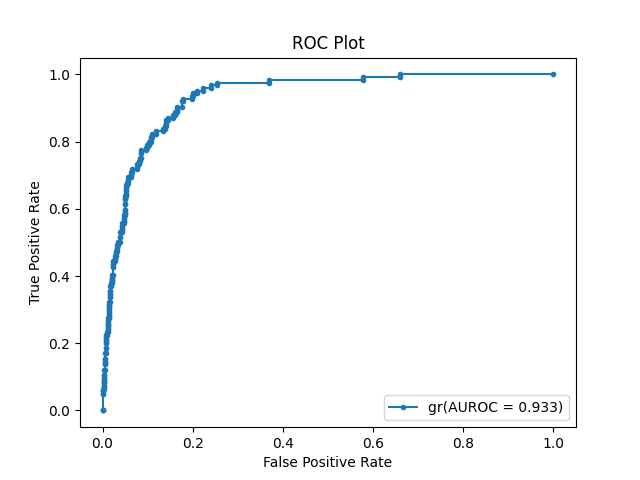 ROC Plot
True Positive Rate
1.0
0.8
0.6
0.4
0.2
0.0
gr(AUROC = 0.933)
0.0 0.2 0.4 0.6 0.8 1.0
False Positive Rate